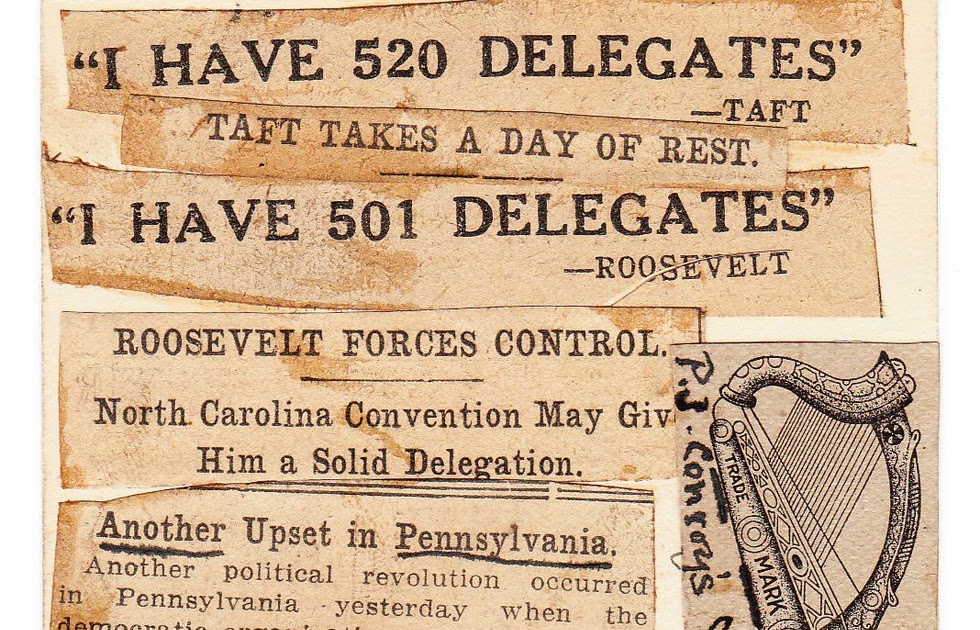 “I HAVE 520 DELEGATES”
—TAFT
TAFT TAKES A DAY OF REST.
“I HAVE 501 DELEGATES”
—ROOSEVELT
ROOSEVELT FORCES CONTROL.
North Carolina Convention May Giv
Him a Solid Delegation.
Another Upset in Pennsylvania.
Another political revolution occurred
in Pennsylvania yesterday when the
democratic
P.J. Conroy's
TRADE
MARK